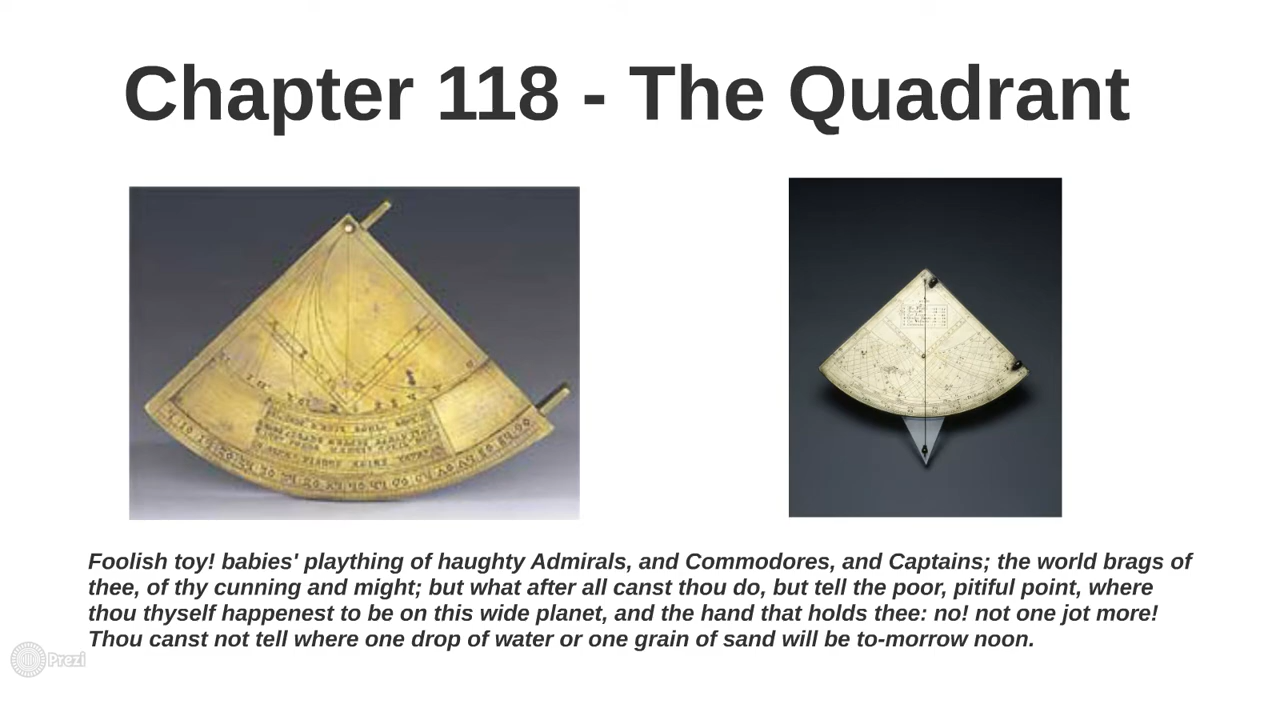 Chapter 118 - The Quadrant
Foolish toy! babies' plaything of haughty Admirals, and Commodores, and Captains; the world brags of
thee, of thy cunning and might; but what after all canst thou do, but tell the poor, pitiful point, where
thou thyself happenest to be on this wide planet, and the hand that holds thee: no! not one jot more!
Thou canst not tell where one drop of water or one grain of sand will be to-morrow noon.
Prezi